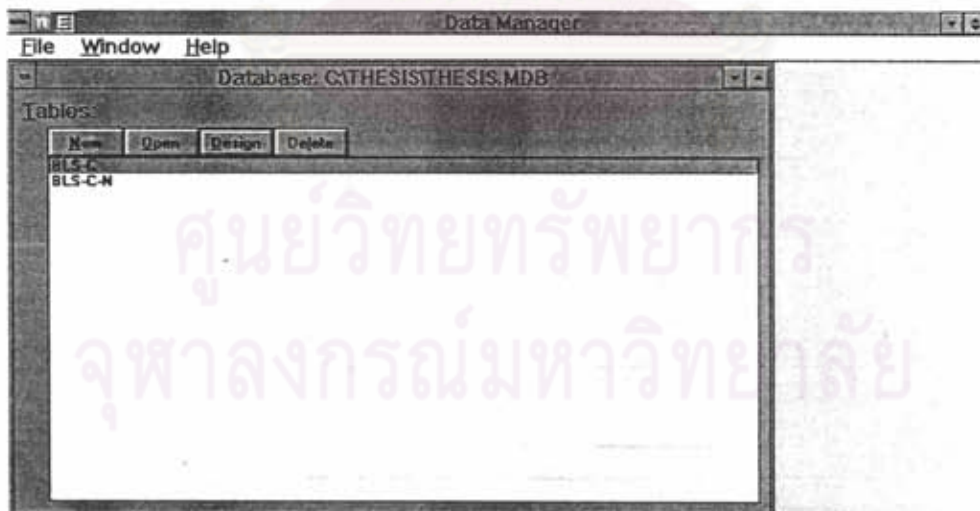 Data Manager
File Window Help
Database: C:\THESIS\THESIS.MDB
Tables:
New Open Design Delete
BLS-C
BLS-C-N
ศูนย์วิทยทรัพยากร
จุฬาลงกรณ์มหาวิทยาลัย